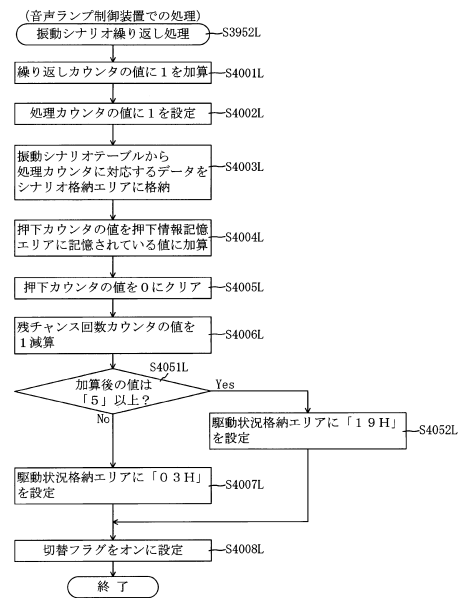 （音声ランプ制御装置での処理）
振動シナリオ繰り返し処理
S3952L
繰り返しカウンタの値に１を加算
S4001L
処理カウンタの値に１を設定
S4002L
振動シナリオテーブルから
処理カウンタに対応するデータを
シナリオ格納エリアに格納
S4003L
押下カウンタの値を押下情報記憶
エリアに記憶されている値に加算
S4004L
押下カウンタの値を０にクリア
S4005L
残チャンス回数カウンタの値を
１減算
S4006L
S4051L
加算後の値は
「５」以上？
Yes
No
駆動状況格納エリアに「１９Ｈ」
を設定
S4052L
駆動状況格納エリアに「０３Ｈ」
を設定
S4007L
切替フラグをオンに設定
S4008L
終 了